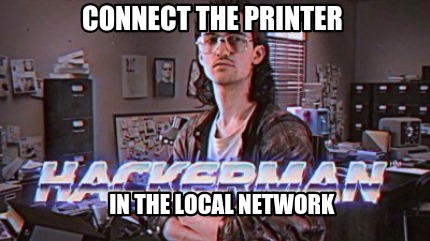 CONNECT THE PRINTER
HACKERMAN
IN THE LOCAL NETWORK